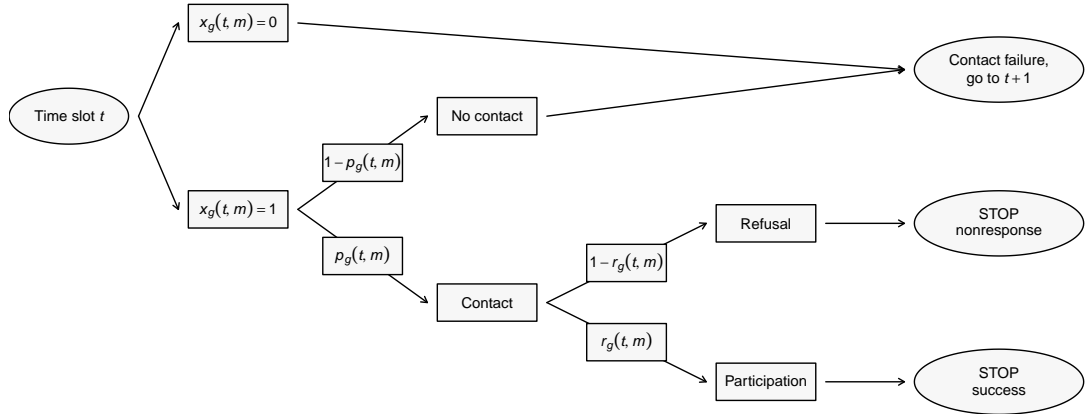 x_g(t, m) = 0
Contact failure,
go to t + 1
Time slot t
No contact
1 − p_g(t, m)
x_g(t, m) = 1
Refusal
STOP
nonresponse
p_g(t, m)
1 − r_g(t, m)
Contact
r_g(t, m)
Participation
STOP
success